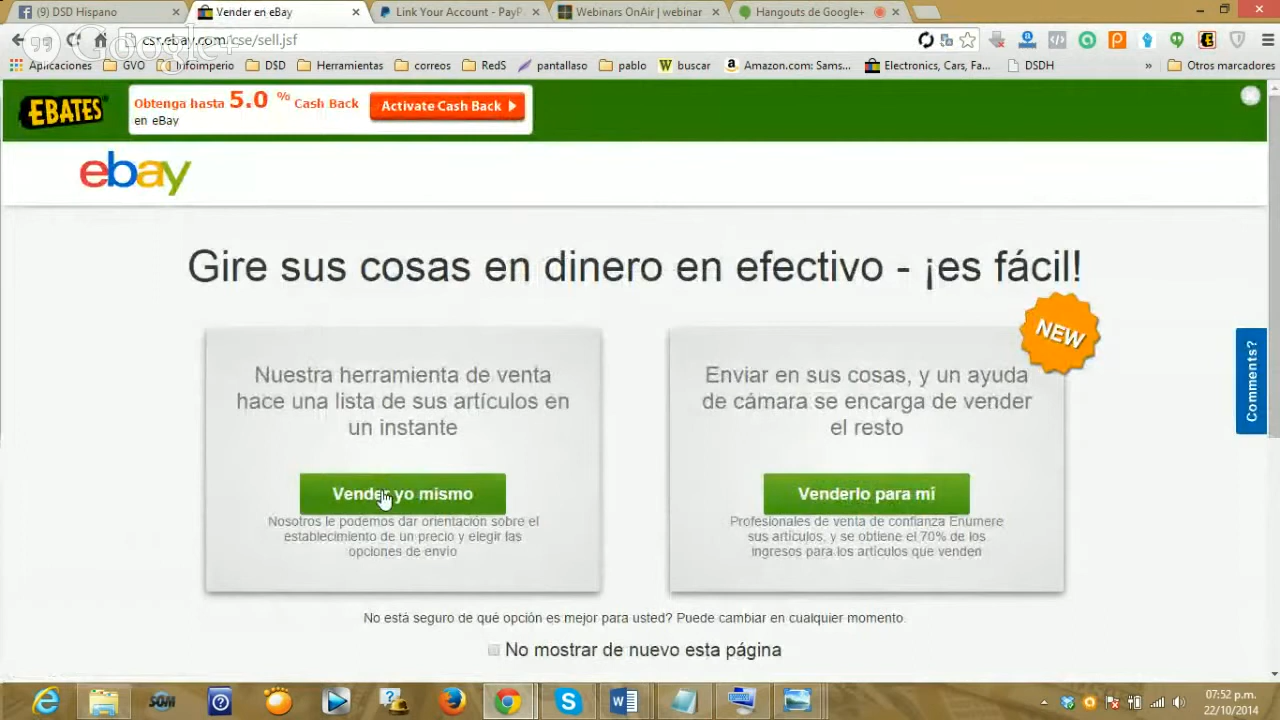 (9) DSD Hispano
Vender en eBay
Link Your Account - PayP
Webinars OnAir | webinar
Hangouts de Google+
Google+
csr.ebay.com/cse/sell.jsf
Aplicaciones
GVO
Infoimperio
DSD
Herramientas
correos
RedS
pantallaso
pablo
buscar
Amazon.com: Sams...
Electronics, Cars, Fa...
DSDH
»
Otros marcadores
EBATES
Obtenga hasta 5.0 % Cash Back
en eBay
Activate Cash Back
ebay
Gire sus cosas en dinero en efectivo - ¡es fácil!
NEW
Nuestra herramienta de venta
hace una lista de sus artículos en
un instante
Vender yo mismo
Nosotros le podemos dar orientación sobre el
establecimiento de un precio y elegir las
opciones de envío
Enviar en sus cosas, y un ayuda
de cámara se encarga de vender
el resto
Venderlo para mí
Profesionales de venta de confianza Enumere
sus artículos, y se obtiene el 70% de los
ingresos para los artículos que venden
Comments?
No está seguro de qué opción es mejor para usted? Puede cambiar en cualquier momento.
No mostrar de nuevo esta página
SOM
07:52 p.m.
22/10/2014